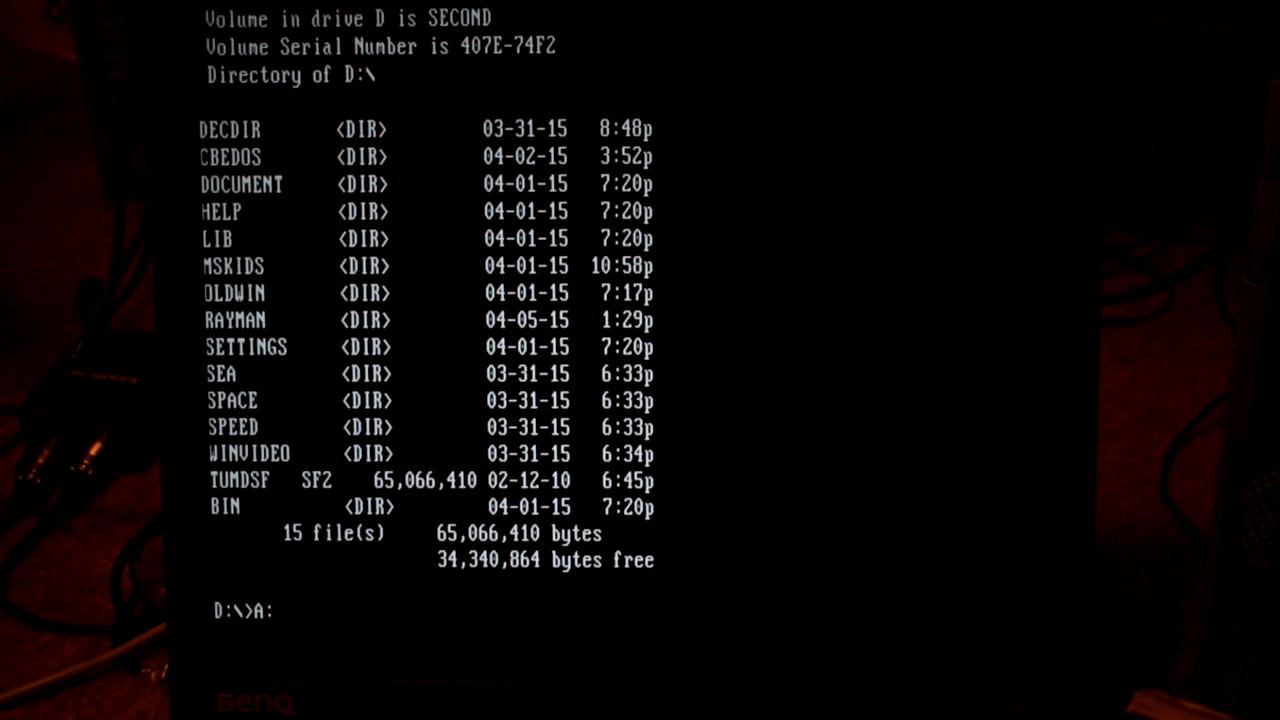 Volume in drive D is SECOND
Volume Serial Number is 407E-74F2
Directory of D:\
DECDIR <DIR> 03-31-15 8:48p
CBEDOS <DIR> 04-02-15 3:52p
DOCUMENT <DIR> 04-01-15 7:20p
HELP <DIR> 04-01-15 7:20p
LIB <DIR> 04-01-15 7:20p
MSKIDS <DIR> 04-01-15 10:58p
OLDWIN <DIR> 04-01-15 7:17p
RAYMAN <DIR> 04-05-15 1:29p
SETTINGS <DIR> 04-01-15 7:20p
SEA <DIR> 03-31-15 6:33p
SPACE <DIR> 03-31-15 6:33p
SPEED <DIR> 03-31-15 6:33p
WINVIDEO <DIR> 03-31-15 6:34p
TUMDSF SF2 65,066,410 02-12-10 6:45p
BIN <DIR> 04-01-15 7:20p
15 file(s) 65,066,410 bytes
34,340,864 bytes free
D:\>A:
BenQ